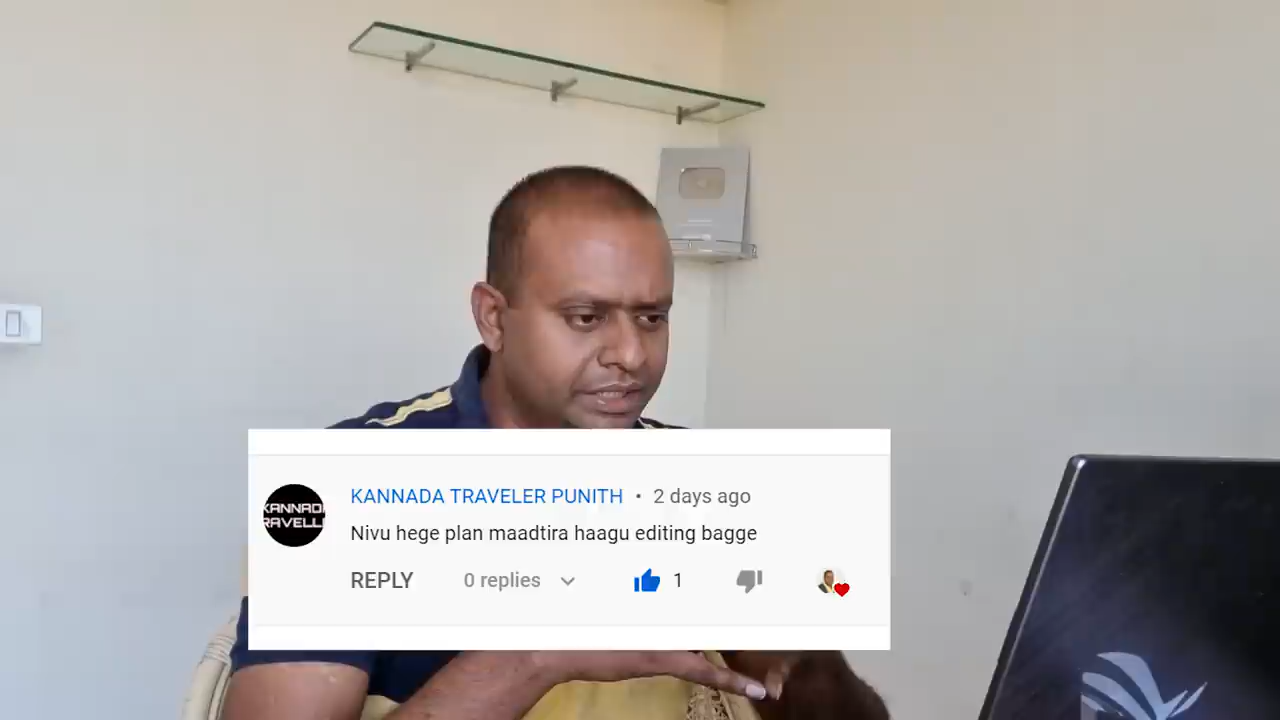 KANNADA TRAVELER PUNITH • 2 days ago
Nivu hege plan maadtira haagu editing bagge
REPLY 0 replies 1